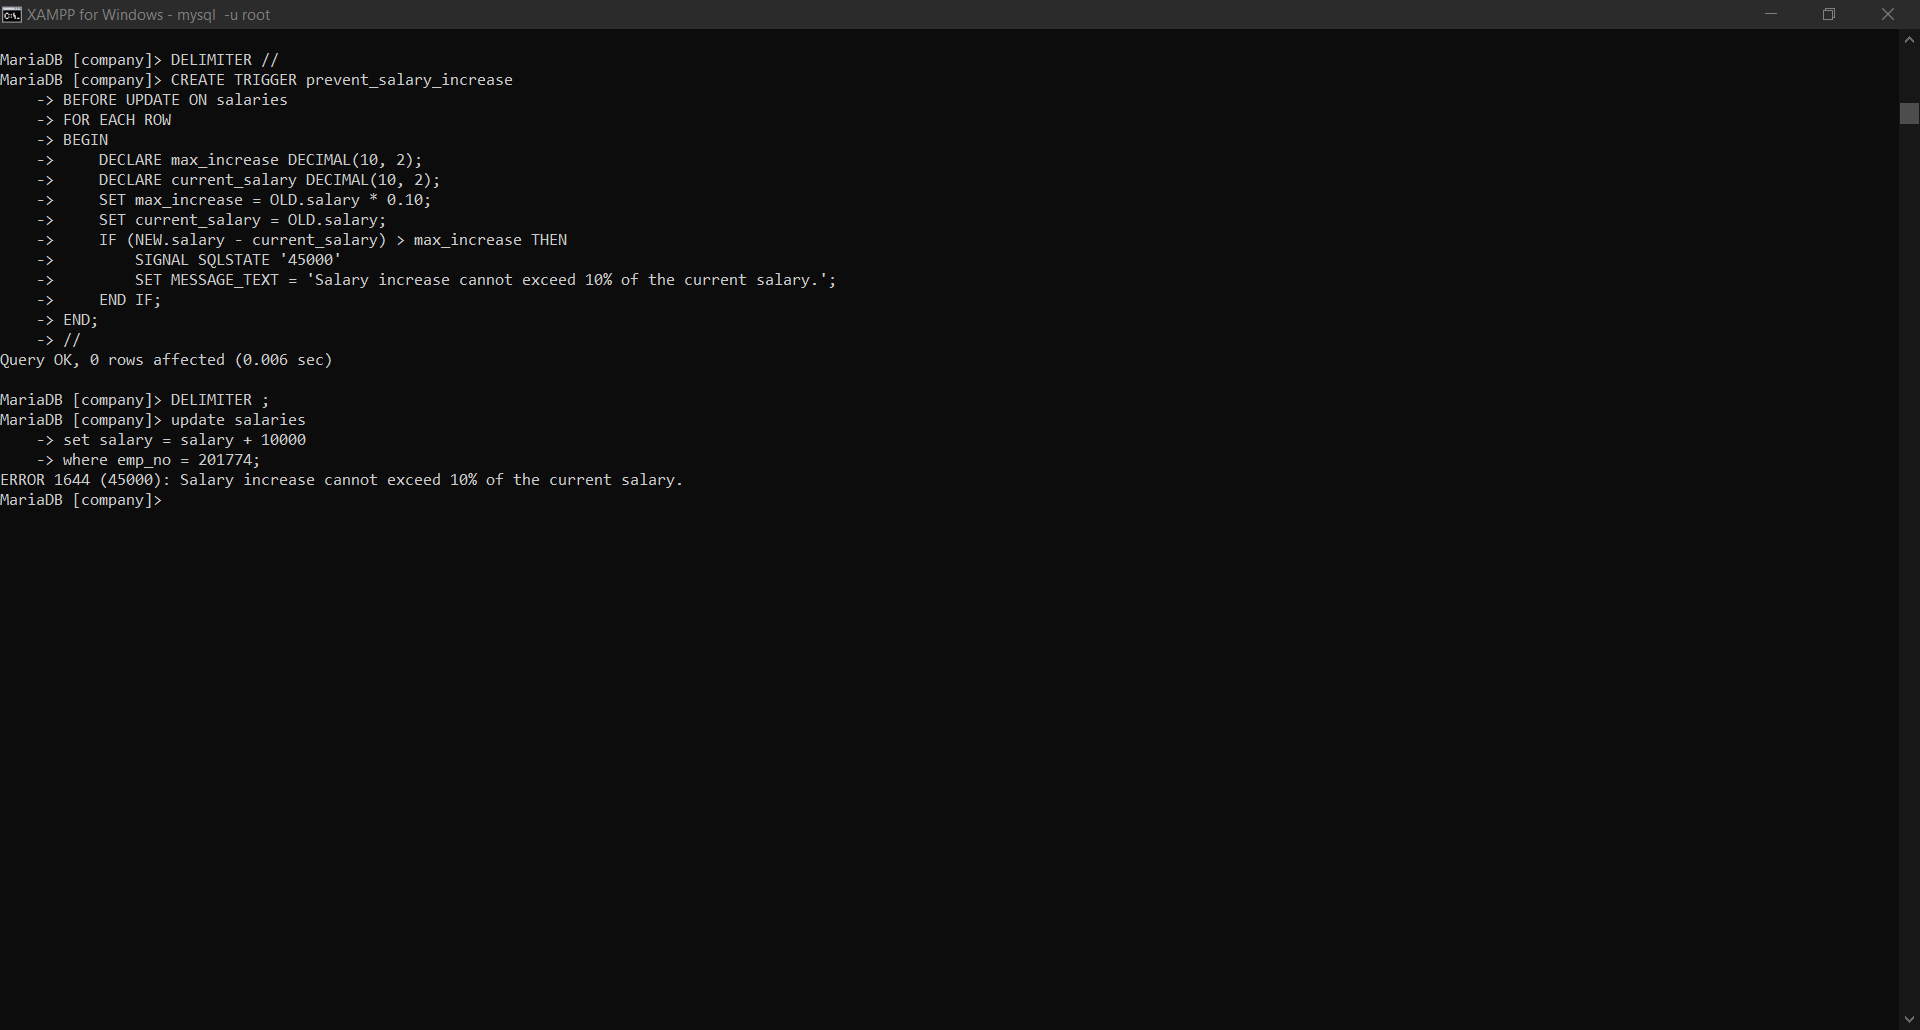 XAMPP for Windows - mysql -u root
MariaDB [company]> DELIMITER //
MariaDB [company]> CREATE TRIGGER prevent_salary_increase
    -> BEFORE UPDATE ON salaries
    -> FOR EACH ROW
    -> BEGIN
    ->     DECLARE max_increase DECIMAL(10, 2);
    ->     DECLARE current_salary DECIMAL(10, 2);
    ->     SET max_increase = OLD.salary * 0.10;
    ->     SET current_salary = OLD.salary;
    ->     IF (NEW.salary - current_salary) > max_increase THEN
    ->         SIGNAL SQLSTATE '45000'
    ->         SET MESSAGE_TEXT = 'Salary increase cannot exceed 10% of the current salary.';
    ->     END IF;
    -> END;
    -> //
Query OK, 0 rows affected (0.006 sec)
MariaDB [company]> DELIMITER ;
MariaDB [company]> update salaries
    -> set salary = salary + 10000
    -> where emp_no = 201774;
ERROR 1644 (45000): Salary increase cannot exceed 10% of the current salary.
MariaDB [company]>